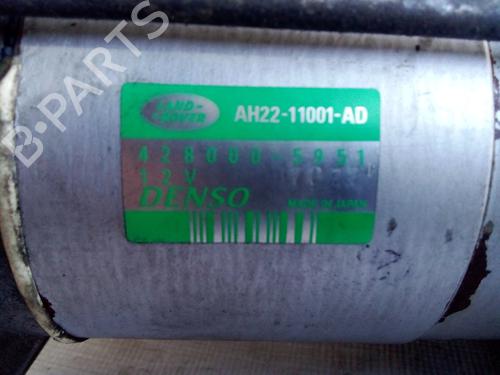 B-PARTS
LAND-
ROVER
AH22-11001-AD
428000-5951
12V
DENSO
MADE IN JAPAN